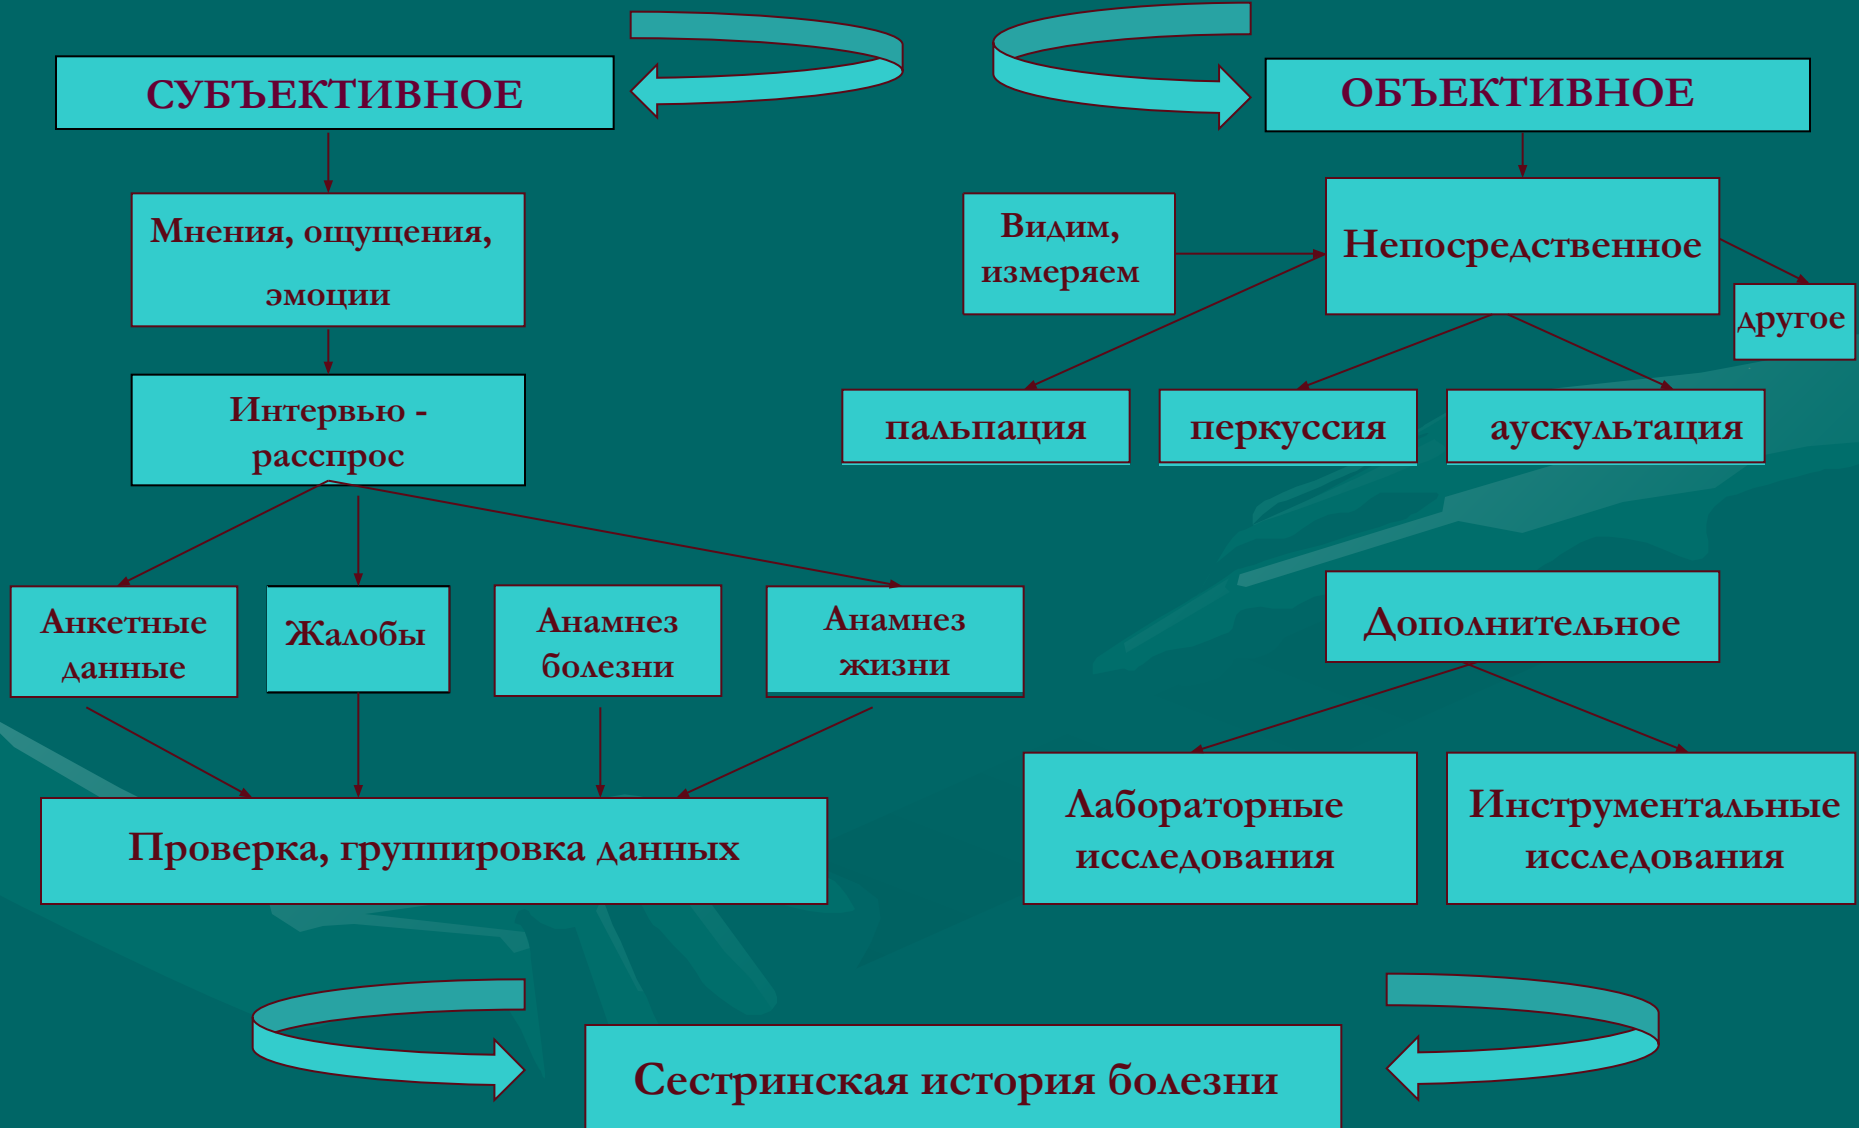 СУБЪЕКТИВНОЕ
Мнения, ощущения,
эмоции
Интервью -
расспрос
Анкетные
данные
Жалобы
Анамнез
болезни
Анамнез
жизни
Проверка, группировка данных
ОБЪЕКТИВНОЕ
Видим,
измеряем
Непосредственное
другое
пальпация
перкуссия
аускультация
Дополнительное
Лабораторные
исследования
Инструментальные
исследования
Сестринская история болезни